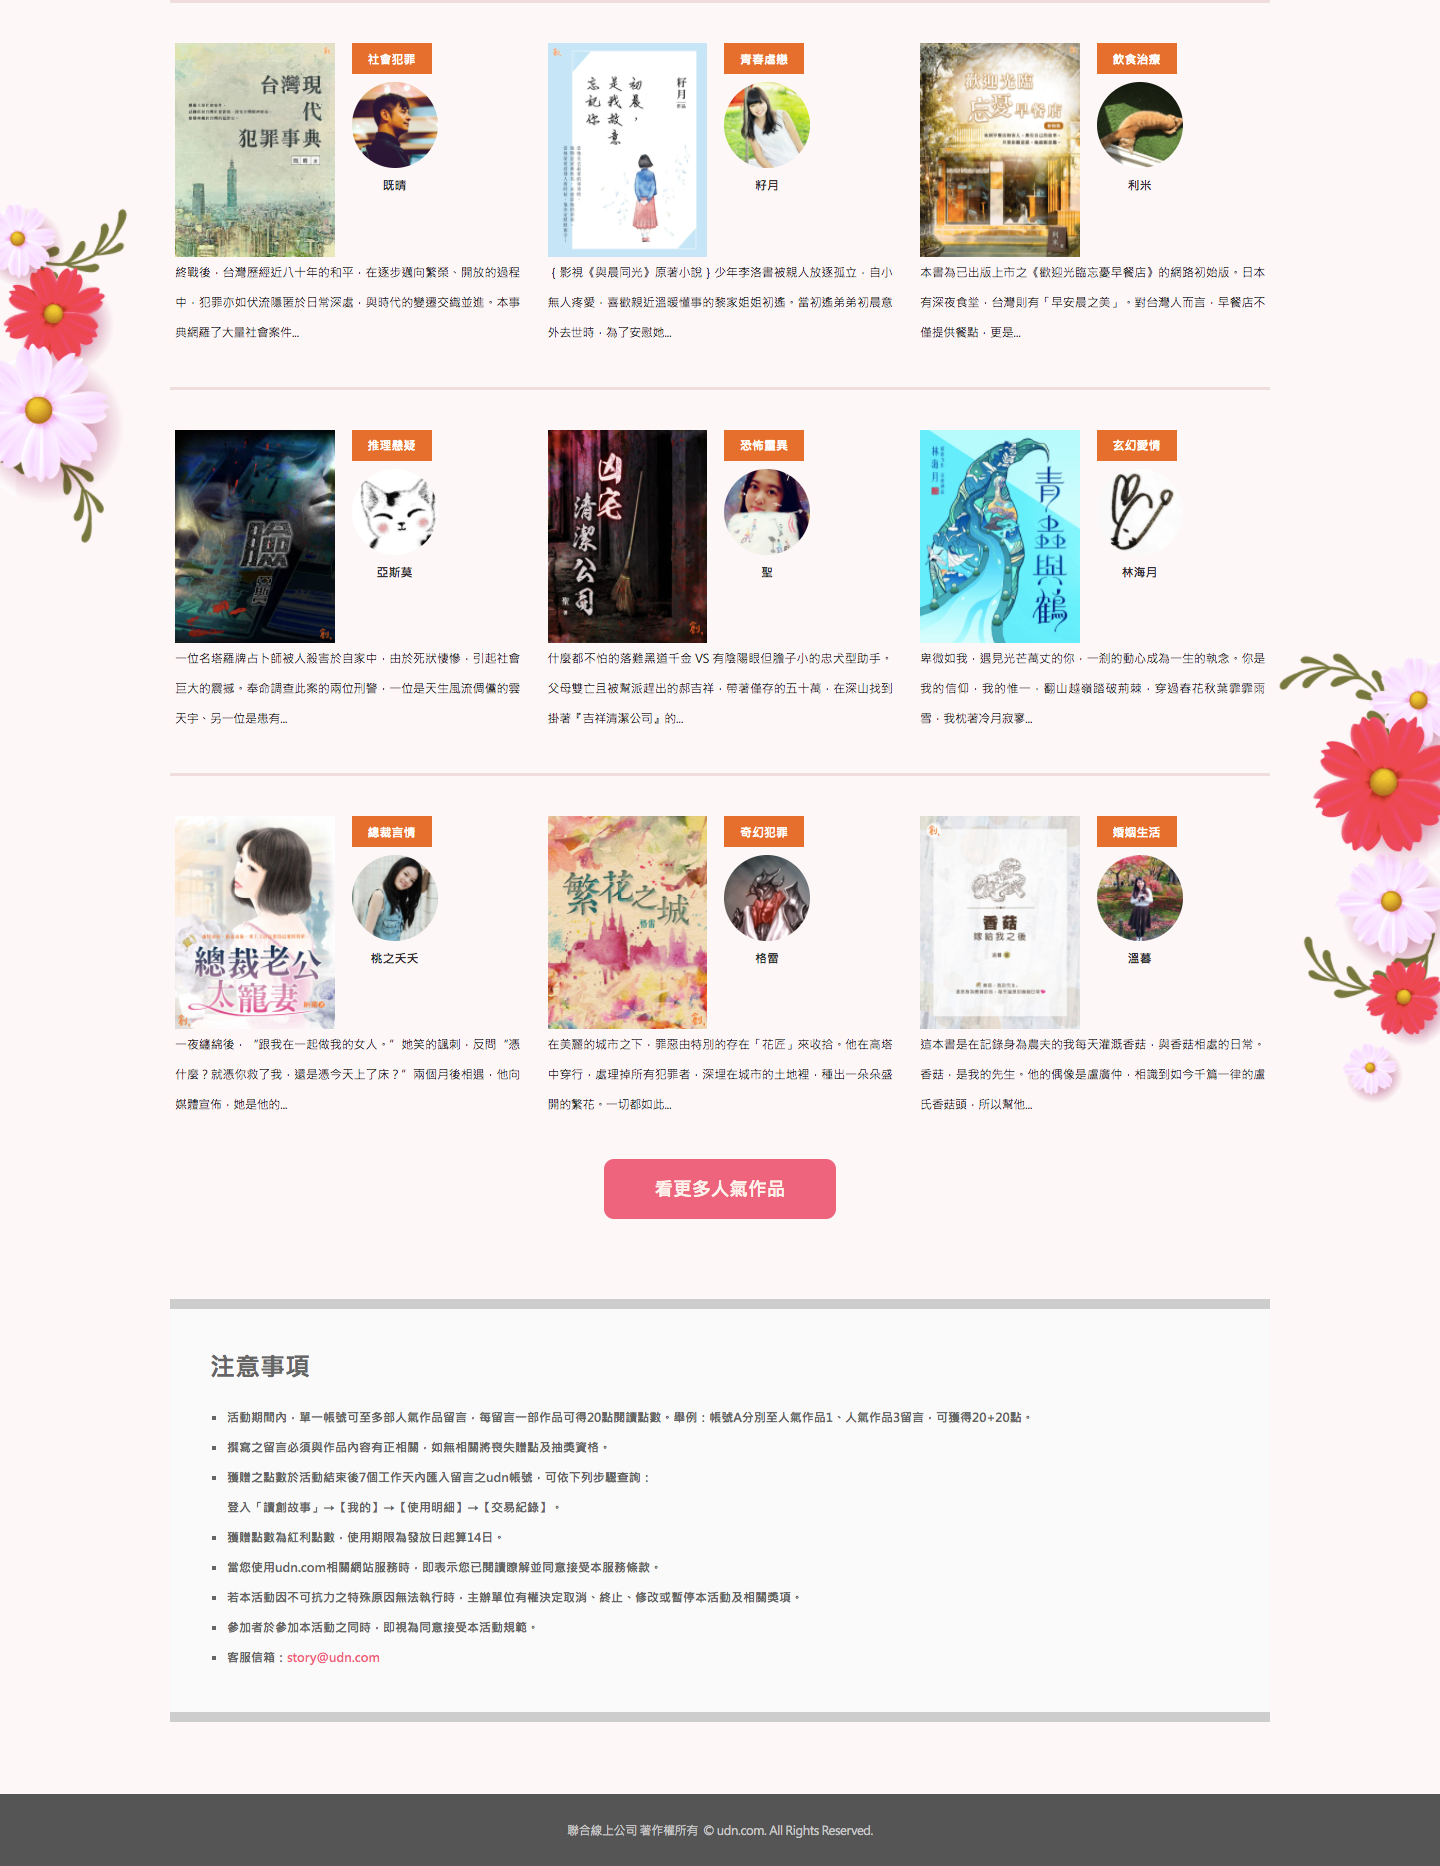 台灣現
代
犯罪事典
社會犯罪
既晴
終戰後，台灣歷經近八十年的和平，在逐步邁向繁榮、開放的過程
中，犯罪亦如伏流隱匿於日常深處，與時代的變遷交織並進。本事
典網羅了大量社會案件...
初晨，
是我故意
忘記你
籽月
作品
青春虐戀
籽月
{ 影視《與晨同光》原著小說 } 少年李洛書被親人放逐孤立，自小
無人疼愛，喜歡親近溫暖懂事的黎家姐姐初遙。當初遙弟弟初晨意
外去世時，為了安慰她...
歡迎光臨
忘憂早餐店
飲食治療
利米
本書為已出版上市之《歡迎光臨忘憂早餐店》的網路初始版。日本
有深夜食堂，台灣則有「早安晨之美」。對台灣人而言，早餐店不
僅提供餐點，更是...
臉
推理懸疑
亞斯莫
一位名塔羅牌占卜師被人殺害於自家中，由於死狀悽慘，引起社會
巨大的震撼。奉命調查此案的兩位刑警，一位是天生風流倜儻的雲
天宇、另一位是患有...
凶宅
清潔公司
聖 著
創
恐怖靈異
聖
什麼都不怕的落難黑道千金 VS 有陰陽眼但膽子小的忠犬型助手。
父母雙亡且被幫派趕出的郝吉祥，帶著僅存的五十萬，在深山找到
掛著『吉祥清潔公司』的...
青盡與鶴
林海月
玄幻愛情
林海月
卑微如我，遇見光芒萬丈的你，一剎的動心成為一生的執念。你是
我的信仰，我的惟一，翻山越嶺踏破荊棘，穿過春花秋葉霏霏雨
雪，我枕著冷月寂寥...
總裁老公
太寵妻
創
總裁言情
桃之夭夭
一夜纏綿後，“跟我在一起做我的女人。”她笑的諷刺，反問“憑
什麼？就憑你救了我，還是憑今天上了床？”兩個月後相遇，他向
媒體宣佈，她是他的...
繁花之城
格雷
創
奇幻犯罪
格雷
在美麗的城市之下，罪惡由特別的存在「花匠」來收拾。他在高塔
中穿行，處理掉所有犯罪者，深埋在城市的土地裡，種出一朵朵盛
開的繁花。一切都如此...
創
香菇
嫁給我之後
溫暮 著
婚姻生活
溫暮
這本書是在記錄身為農夫的我每天灌溉香菇，與香菇相處的日常。
香菇，是我的先生。他的偶像是盧廣仲，相識到如今千篇一律的盧
氏香菇頭，所以幫他...
看更多人氣作品
注意事項
▪ 活動期間內，單一帳號可至多部人氣作品留言，每留言一部作品可得20點閱讀點數。舉例：帳號A分別至人氣作品1、人氣作品3留言，可獲得20+20點。
▪ 撰寫之留言必須與作品內容有正相關，如無相關將喪失贈點及抽獎資格。
▪ 獲贈之點數於活動結束後7個工作天內匯入留言之udn帳號，可依下列步驟查詢：
登入「讀創故事」→【我的】→【使用明細】→【交易紀錄】。
▪ 獲贈點數為紅利點數，使用期限為發放日起算14日。
▪ 當您使用udn.com相關網站服務時，即表示您已閱讀瞭解並同意接受本服務條款。
▪ 若本活動因不可抗力之特殊原因無法執行時，主辦單位有權決定取消、終止、修改或暫停本活動及相關獎項。
▪ 參加者於參加本活動之同時，即視為同意接受本活動規範。
▪ 客服信箱：story@udn.com
聯合線上公司 著作權所有 © udn.com. All Rights Reserved.